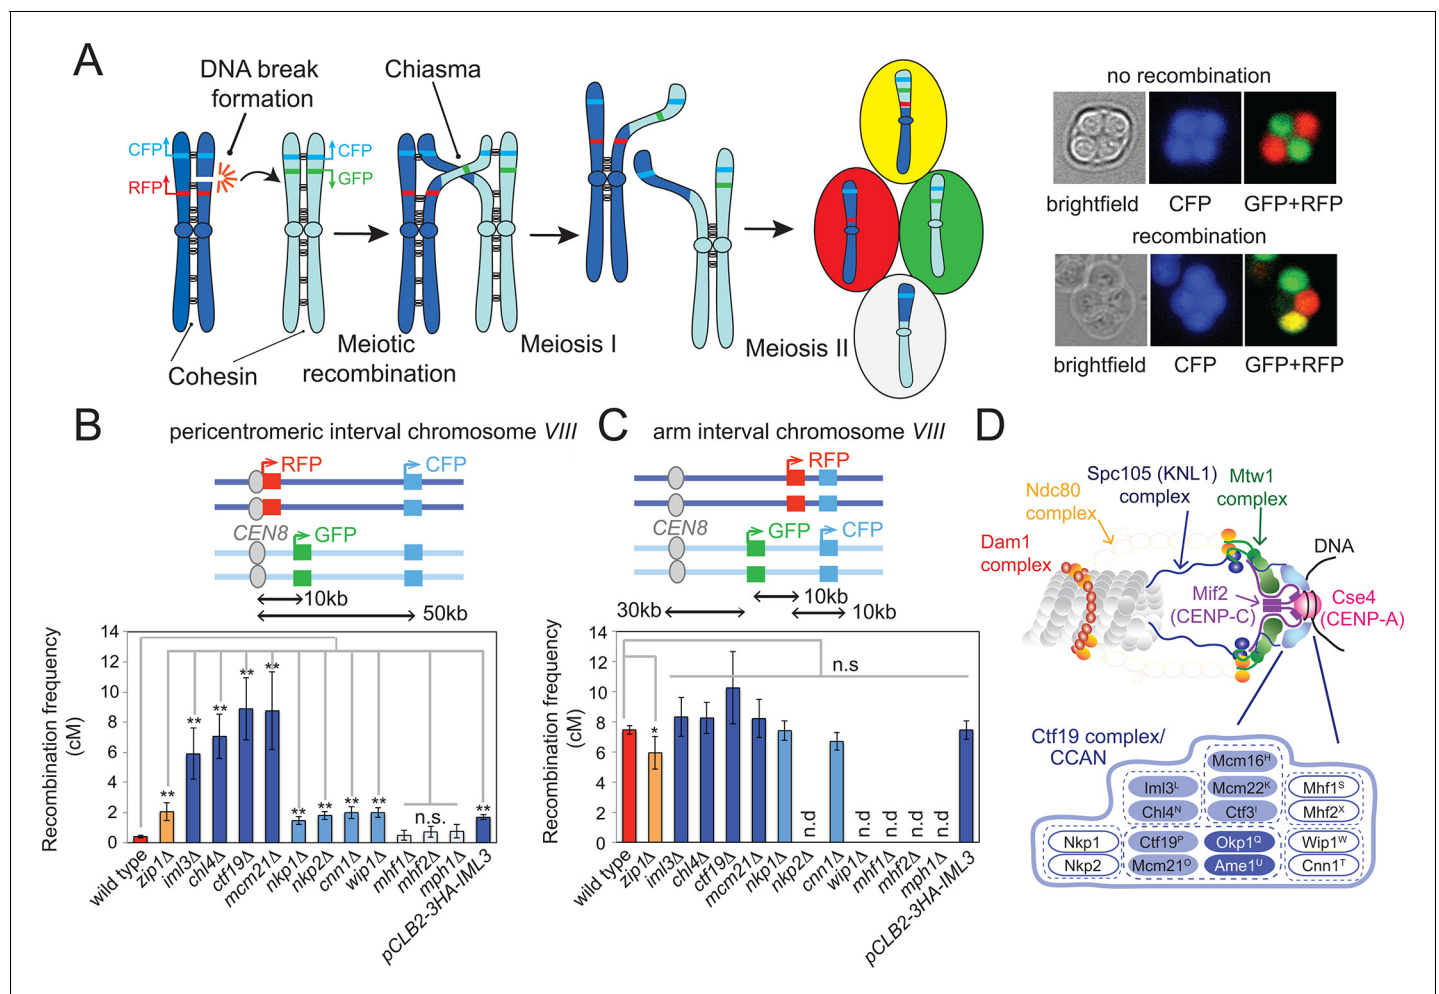 A
DNA break
formation
Chiasma
CFP
RFP
CFP
GFP
Cohesin
Meiotic
recombination
Meiosis I
Meiosis II
no recombination
brightfield CFP GFP+RFP
recombination
brightfield CFP GFP+RFP
B
pericentromeric interval chromosome VIII
RFP
CFP
CEN8
GFP
10kb
50kb
Recombination frequency
(cM)
14
12
10
8
6
4
2
0
**
**
**
**
**
**
**
**
**
n.s.
**
wild type
zip1Δ
iml3Δ
chl4Δ
ctf19Δ
mcm21Δ
nkp1Δ
nkp2Δ
cnn1Δ
wip1Δ
mhf1Δ
mhf2Δ
mph1Δ
pCLB2-3HA-IML3
C
arm interval chromosome VIII
RFP
CEN8
GFP
CFP
10kb
30kb
10kb
Recombination frequency
(cM)
14
12
10
8
6
4
2
0
*
n.s
n.d
n.d
n.d
n.d
n.d
wild type
zip1Δ
iml3Δ
chl4Δ
ctf19Δ
mcm21Δ
nkp1Δ
nkp2Δ
cnn1Δ
wip1Δ
mhf1Δ
mhf2Δ
mph1Δ
pCLB2-3HA-IML3
D
Spc105 (KNL1)
complex
Mtw1
complex
Ndc80
complex
Dam1
complex
DNA
Mif2
(CENP-C)
Cse4
(CENP-A)
Ctf19 complex/
CCAN
Mcm16ᴴ
Iml3ᴸ Mcm22ᴷ Mhf1ˢ
Chl4ᴺ Ctf3ᴵ Mhf2ˣ
Nkp1 Ctf19ᴾ Okp1Q Wip1ᵂ
Nkp2 Mcm21ᴼ Ame1ᵁ Cnn1ᵀ